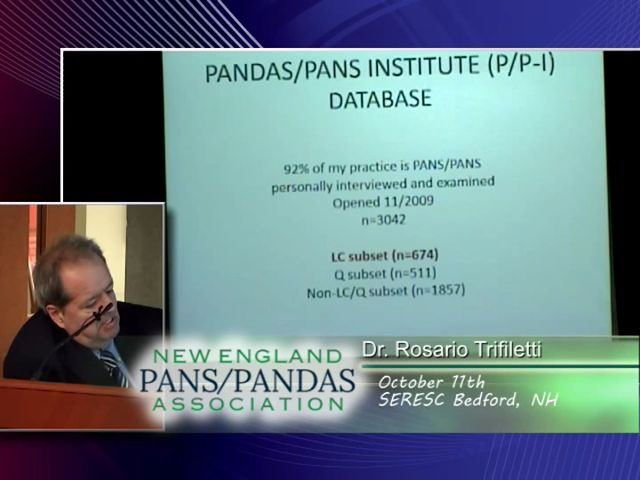 PANDAS/PANS INSTITUTE (P/P-I)
DATABASE
92% of my practice is PANS/PANS
personally interviewed and examined
Opened 11/2009
n=3042
LC subset (n=674)
Q subset (n=511)
Non-LC/Q subset (n=1857)
NEW ENGLAND
PANS/PANDAS
ASSOCIATION
Dr. Rosario Trifiletti
October 11th
SERESC Bedford, NH